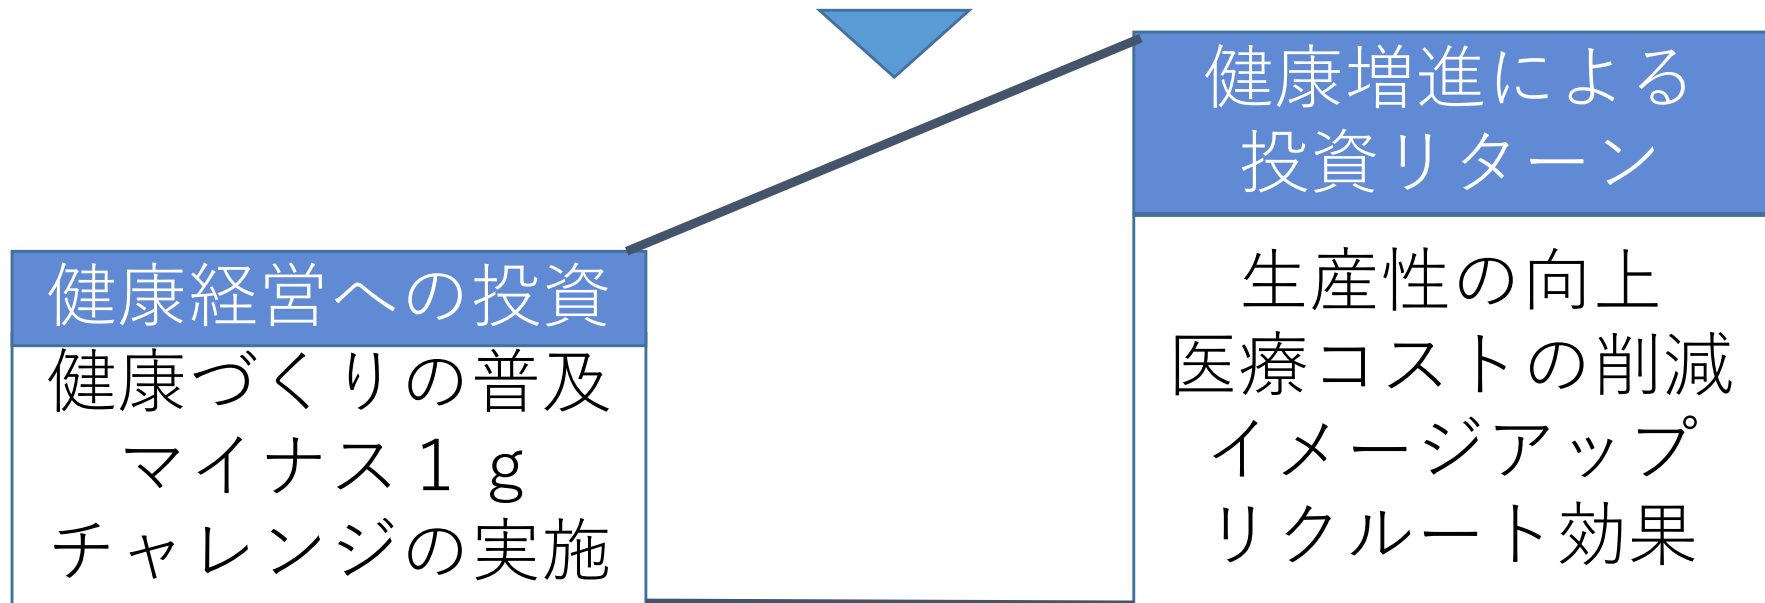 健康経営への投資
健康づくりの普及
マイナス１ｇ
チャレンジの実施
健康増進による
投資リターン
生産性の向上
医療コストの削減
イメージアップ
リクルート効果